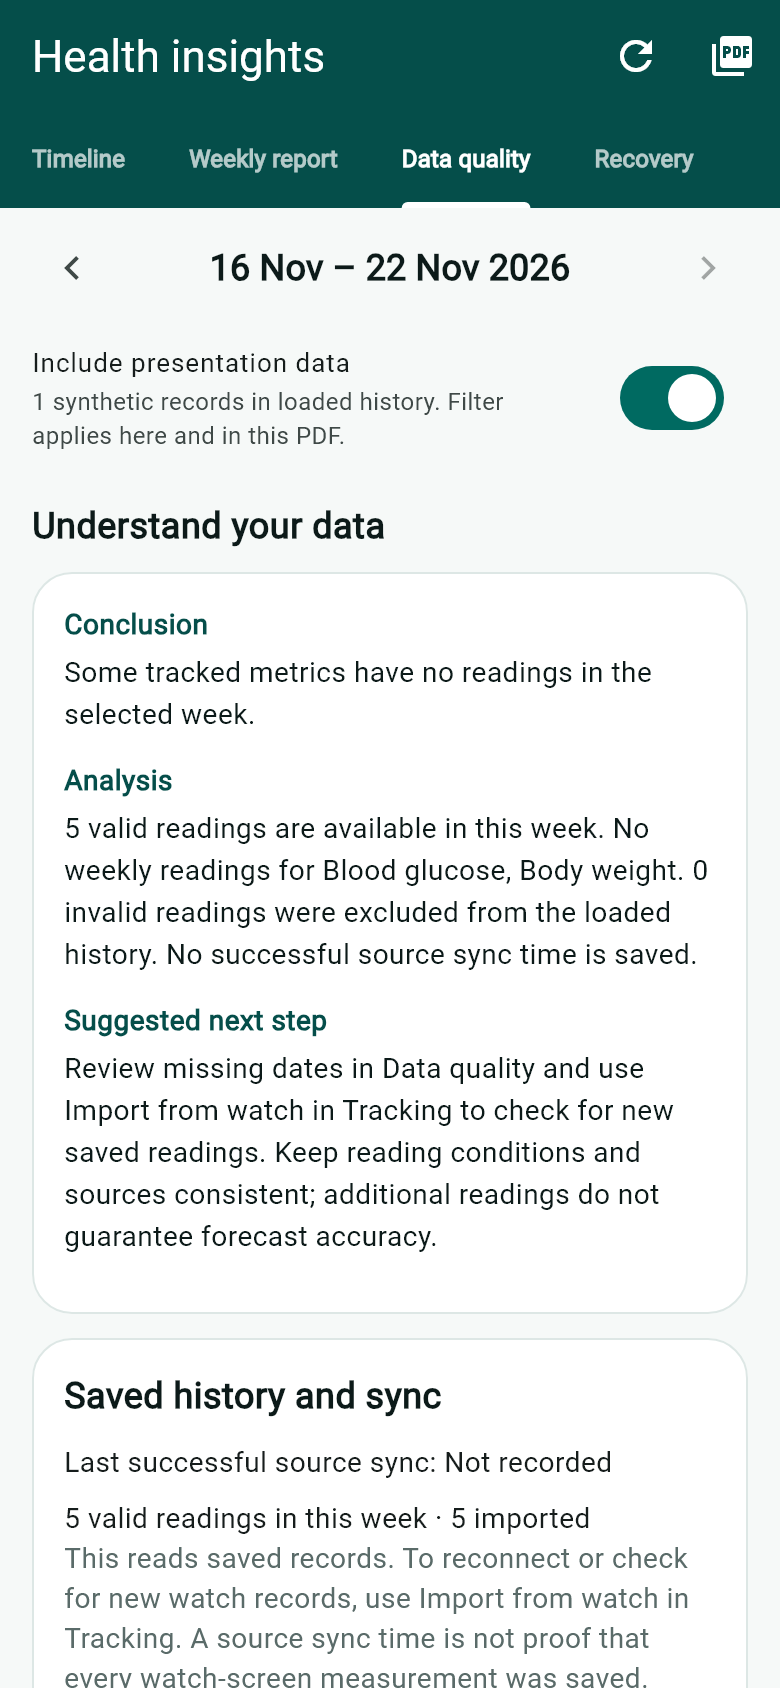 Health insights
PDF
Timeline
Weekly report
Data quality
Recovery
16 Nov – 22 Nov 2026
Include presentation data
1 synthetic records in loaded history. Filter
applies here and in this PDF.
Understand your data
Conclusion
Some tracked metrics have no readings in the
selected week.
Analysis
5 valid readings are available in this week. No
weekly readings for Blood glucose, Body weight. 0
invalid readings were excluded from the loaded
history. No successful source sync time is saved.
Suggested next step
Review missing dates in Data quality and use
Import from watch in Tracking to check for new
saved readings. Keep reading conditions and
sources consistent; additional readings do not
guarantee forecast accuracy.
Saved history and sync
Last successful source sync: Not recorded
5 valid readings in this week · 5 imported
This reads saved records. To reconnect or check
for new watch records, use Import from watch in
Tracking. A source sync time is not proof that
every watch-screen measurement was saved.